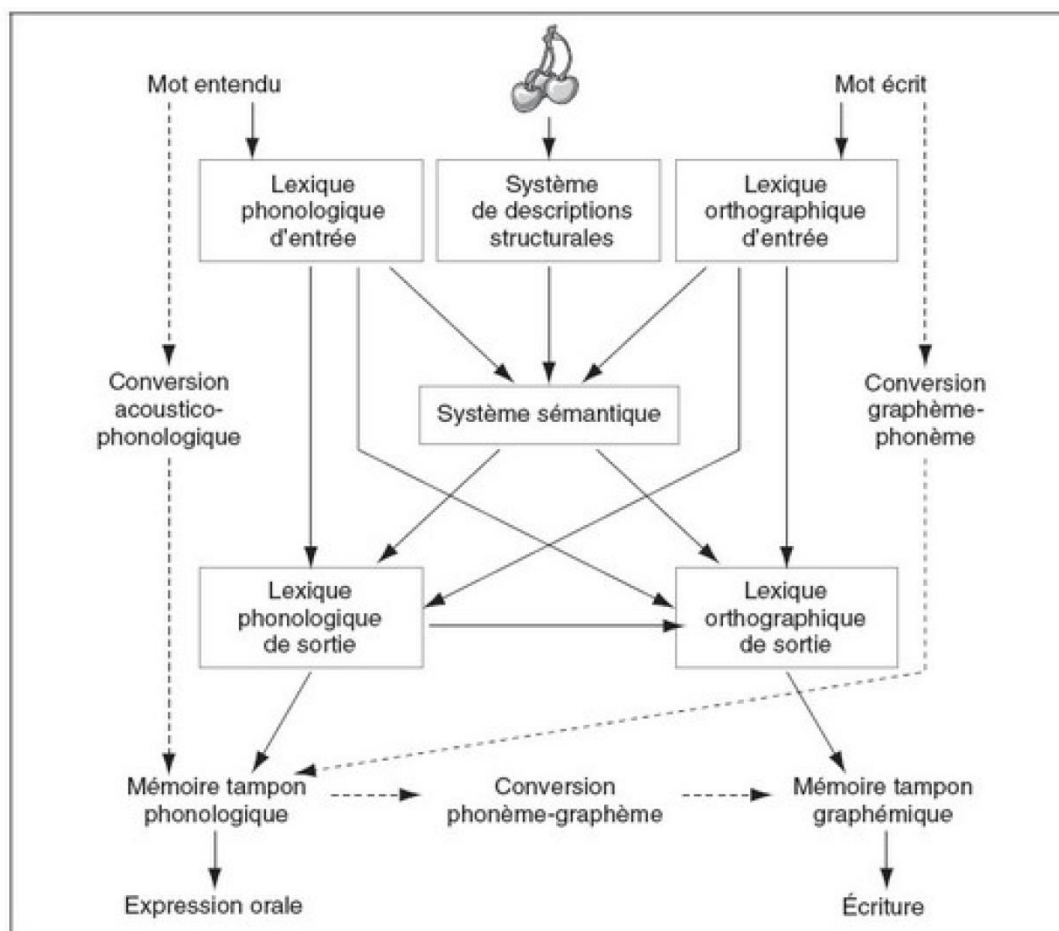 Mot entendu
Mot écrit
Lexique
phonologique
d'entrée
Système
de descriptions
structurales
Lexique
orthographique
d'entrée
Conversion
acoustico-
phonologique
Système sémantique
Conversion
graphème-
phonème
Lexique
phonologique
de sortie
Lexique
orthographique
de sortie
Mémoire tampon
phonologique
Conversion
phonème-graphème
Mémoire tampon
graphémique
Expression orale
Écriture